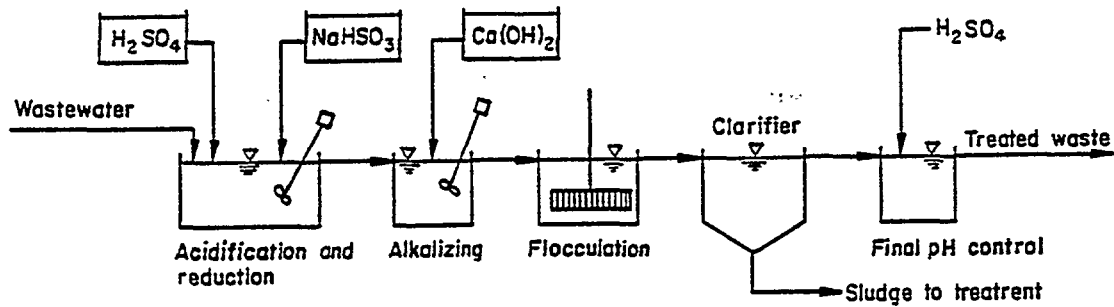 H₂SO₄
NaHSO₃
Ca(OH)₂
H₂SO₄
Wastewater
Clarifier
Treated waste
Acidification and
reduction
Alkalizing
Flocculation
Final pH control
Sludge to treatrent